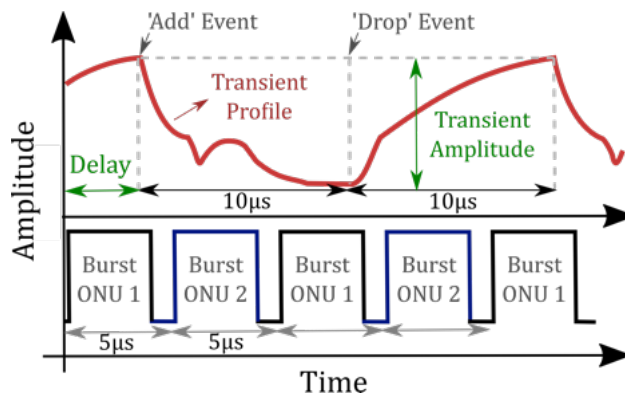 'Add' Event
'Drop' Event
Transient
Profile
Transient
Amplitude
Delay
10μs
10μs
Amplitude
Burst
ONU 1
Burst
ONU 2
Burst
ONU 1
Burst
ONU 2
Burst
ONU 1
5μs
5μs
Time